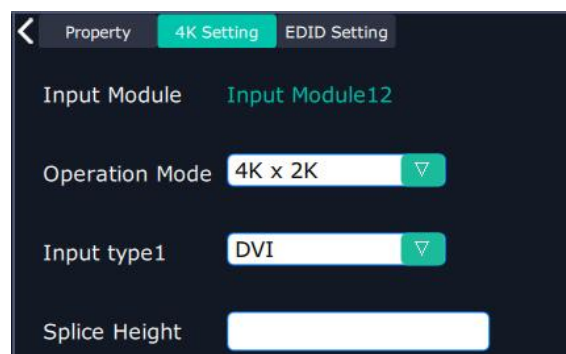 Property 4K Setting EDID Setting
Input Module Input Module12
Operation Mode 4K x 2K
Input type1 DVI
Splice Height